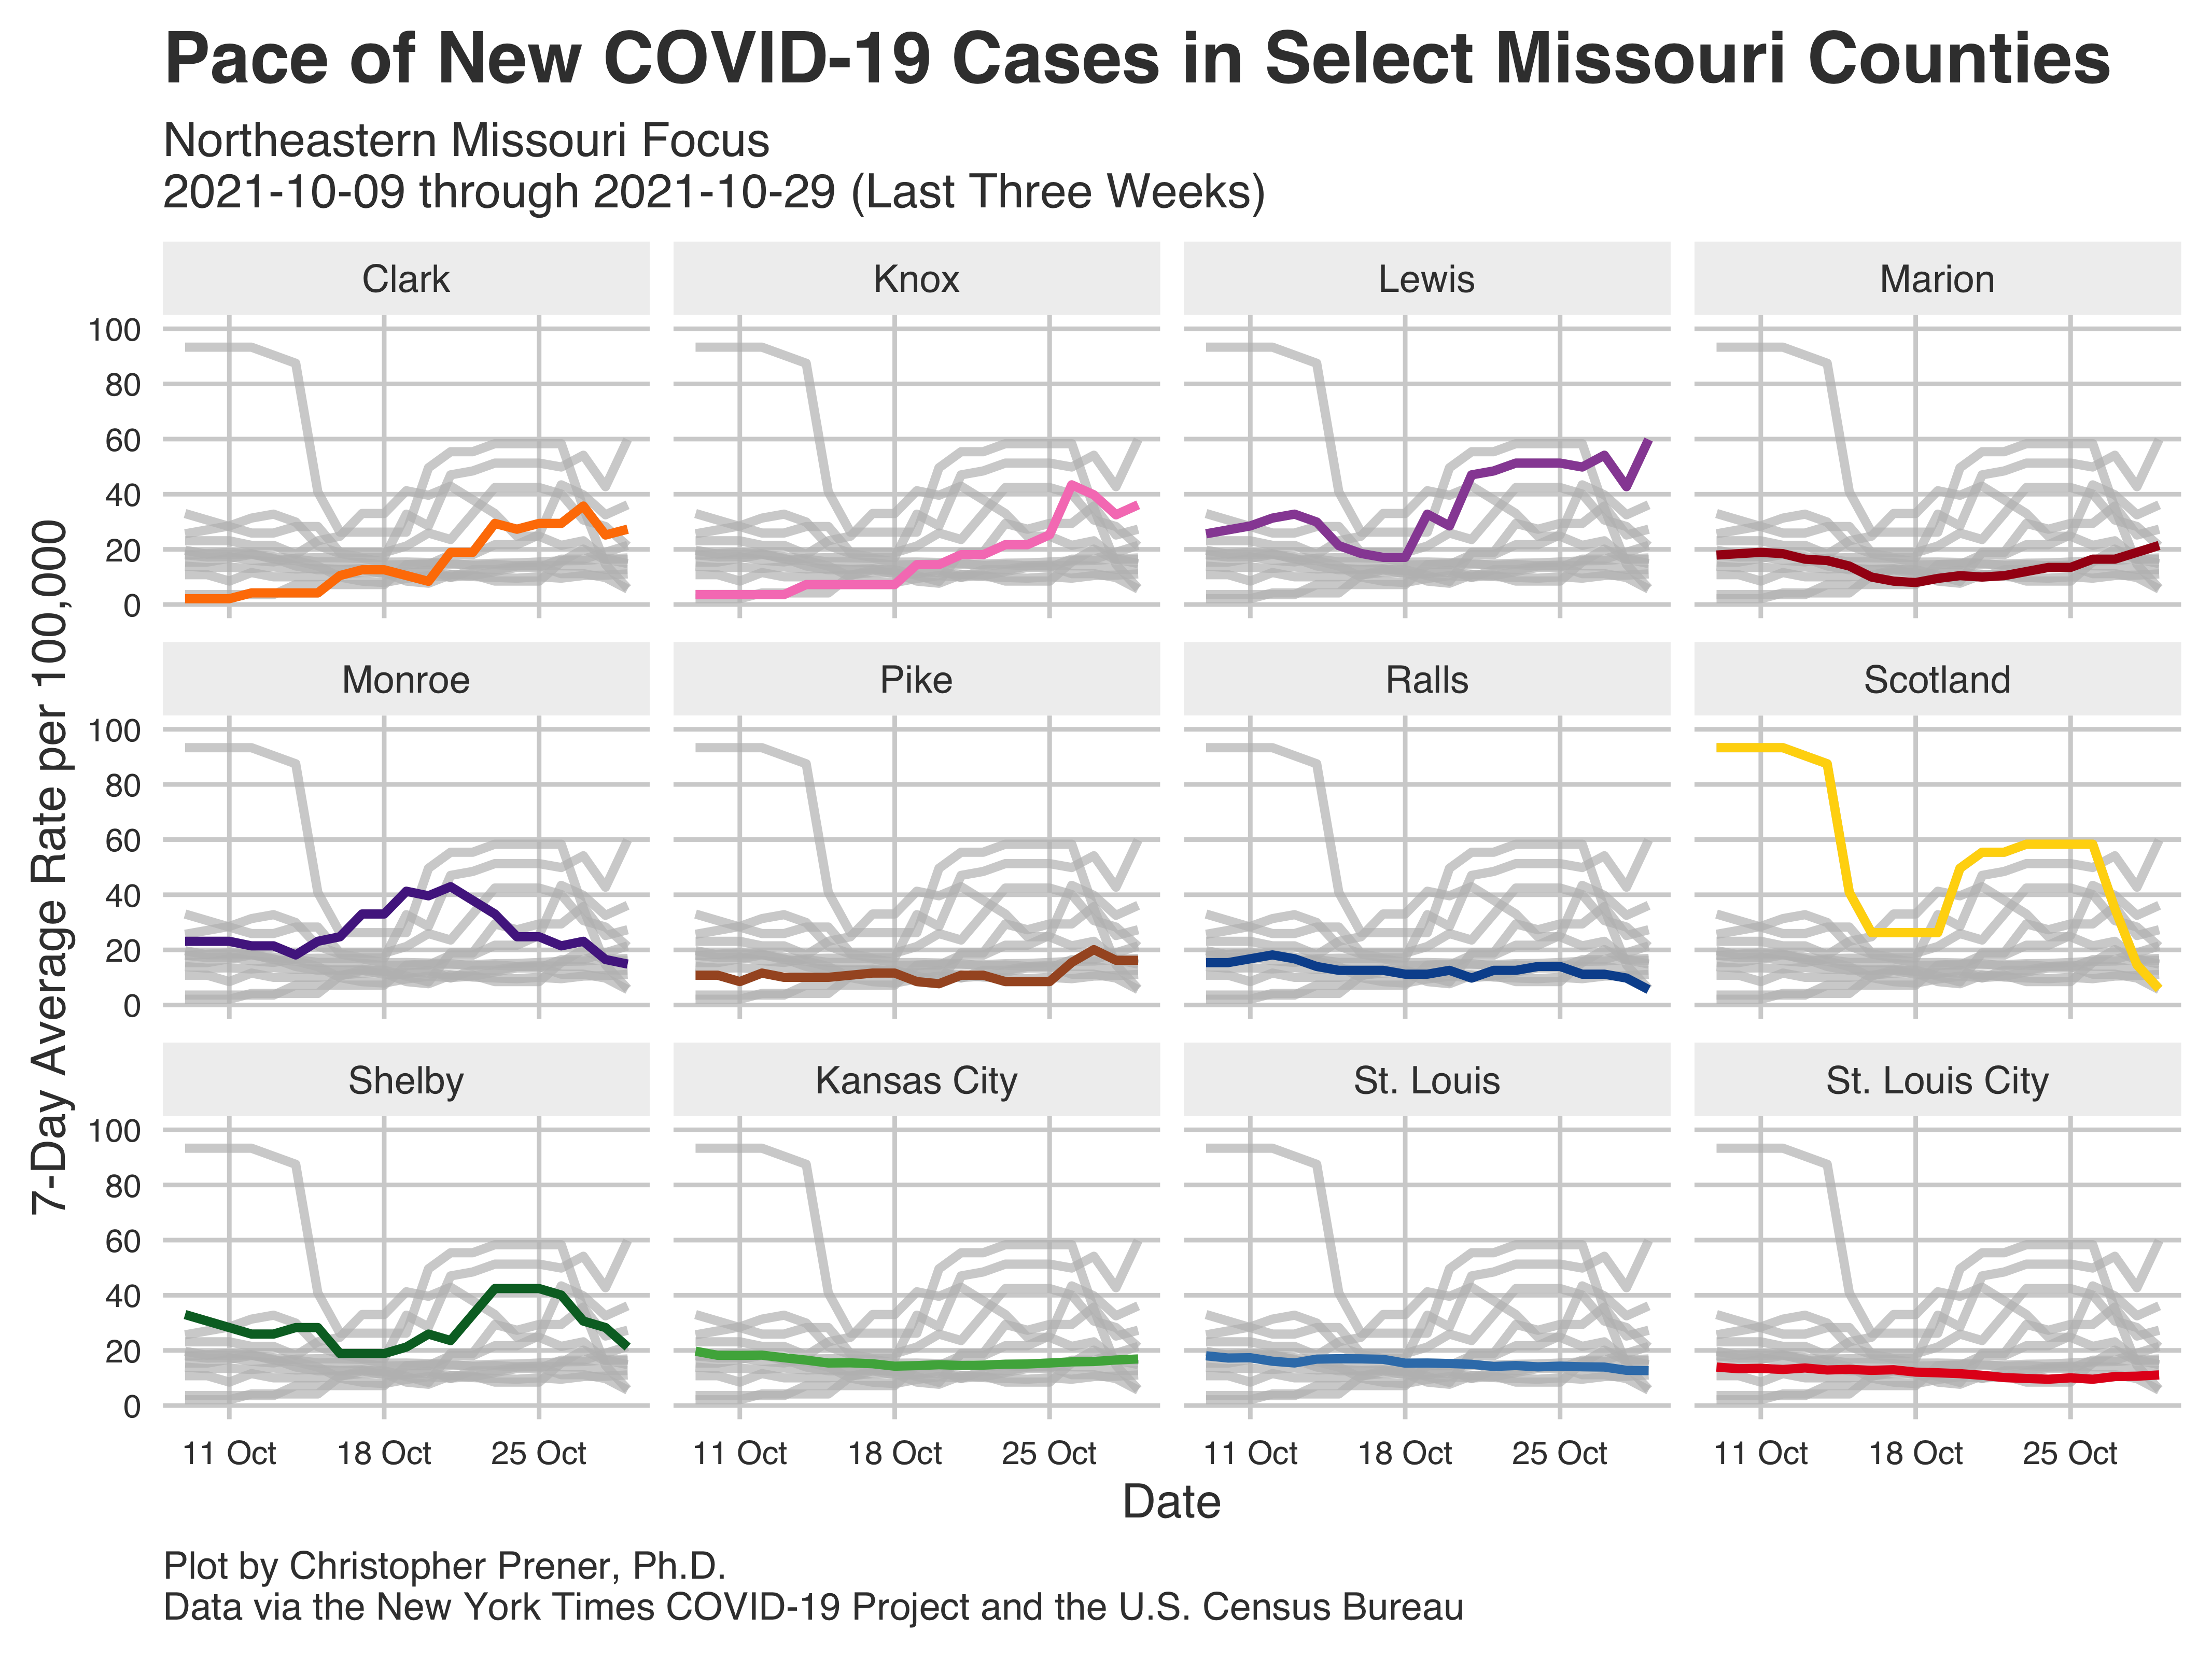 Pace of New COVID-19 Cases in Select Missouri Counties
Northeastern Missouri Focus
2021-10-09 through 2021-10-29 (Last Three Weeks)
Clark
Knox
Lewis
Marion
100
80
60
40
20
0
Monroe
Pike
Ralls
Scotland
100
80
60
40
20
0
Shelby
Kansas City
St. Louis
St. Louis City
100
80
60
40
20
0
7-Day Average Rate per 100,000
11 Oct 18 Oct 25 Oct
11 Oct 18 Oct 25 Oct
11 Oct 18 Oct 25 Oct
11 Oct 18 Oct 25 Oct
Date
Plot by Christopher Prener, Ph.D.
Data via the New York Times COVID-19 Project and the U.S. Census Bureau